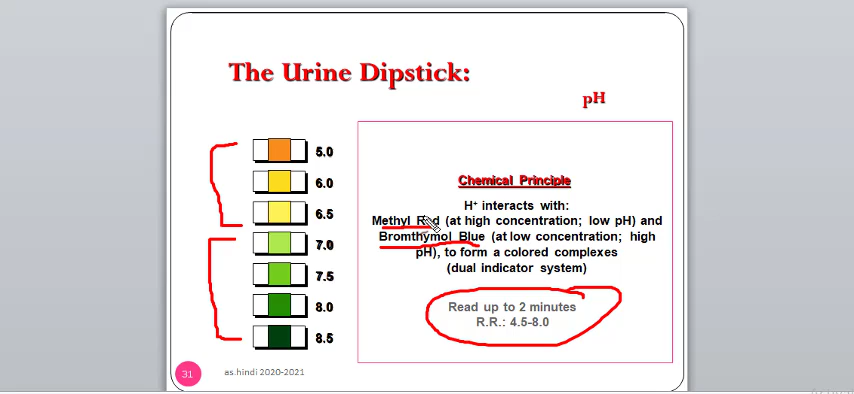 The Urine Dipstick:
pH
5.0
6.0
6.5
7.0
7.5
8.0
8.5
Chemical Principle
H⁺ interacts with:
Methyl Red (at high concentration; low pH) and
Bromthymol Blue (at low concentration; high
pH), to form a colored complexes
(dual indicator system)
Read up to 2 minutes
R.R.: 4.5-8.0
31
as.hindi 2020-2021